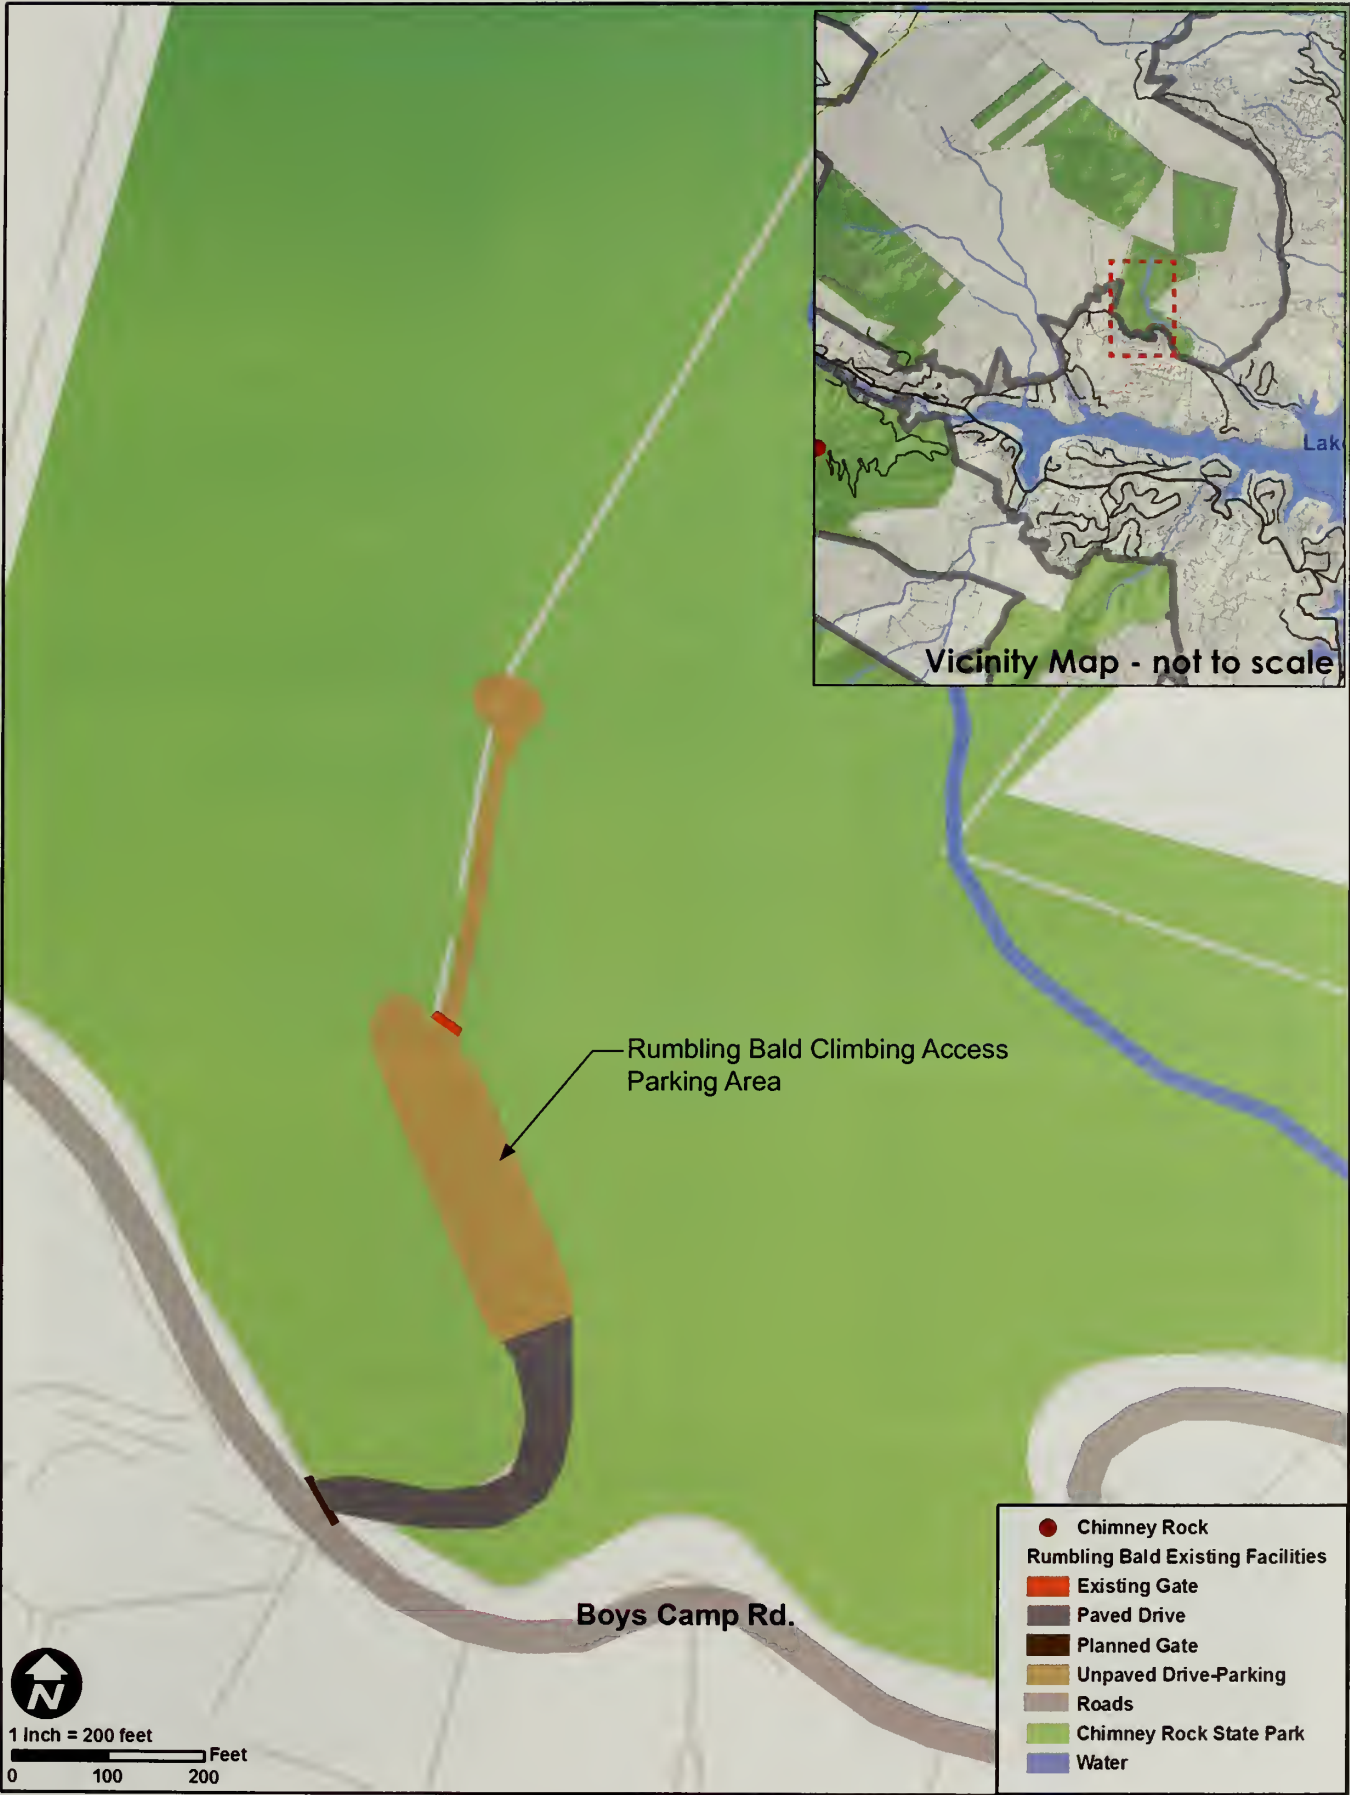 Lak
Vicinity Map - not to scale
Rumbling Bald Climbing Access
Parking Area
Boys Camp Rd.
N
1 inch = 200 feet
Feet
0 100 200
Chimney Rock
Rumbling Bald Existing Facilities
Existing Gate
Paved Drive
Planned Gate
Unpaved Drive-Parking
Roads
Chimney Rock State Park
Water